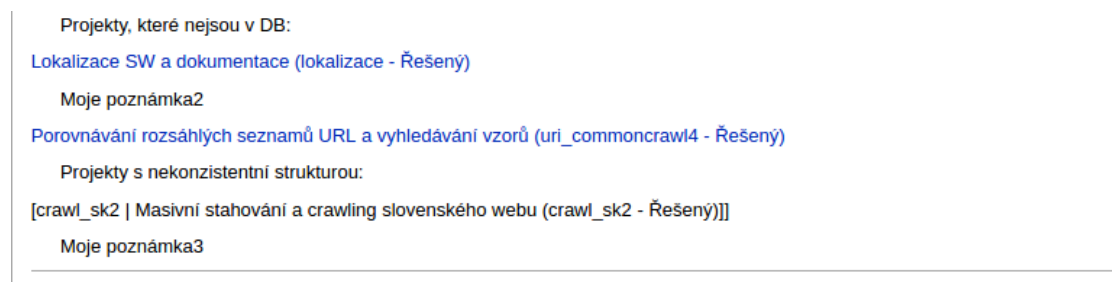 Projekty, které nejsou v DB:
Lokalizace SW a dokumentace (lokalizace - Řešený)
Moje poznámka2
Porovnávání rozsáhlých seznamů URL a vyhledávání vzorů (uri_commoncrawl4 - Řešený)
Projekty s nekonzistentní strukturou:
[crawl_sk2 | Masivní stahování a crawling slovenského webu (crawl_sk2 - Řešený)]]
Moje poznámka3